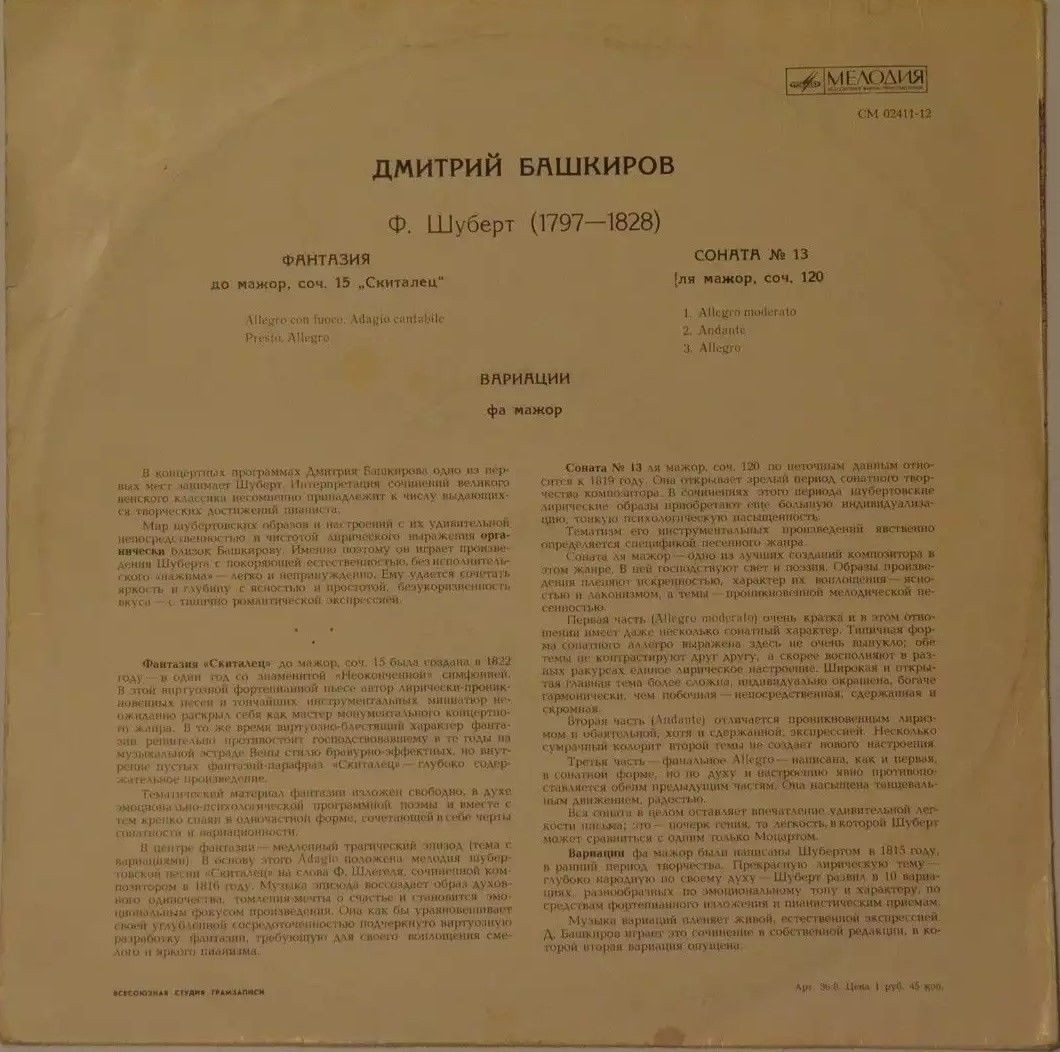 МЕЛОДИЯ
СМ 02411-12
ДМИТРИЙ БАШКИРОВ
Ф. Шуберт (1797—1828)
ФАНТАЗИЯ
до мажор, соч. 15 „Скиталец"
Allegro con fuoco, Adagio cantabile
Presto, Allegro
СОНАТА № 13
ля мажор, соч. 120
1. Allegro moderato
2. Andante
3. Allegro
ВАРИАЦИИ
фа мажор
В концертных программах Дмитрия Башкирова одно из пер-
вых мест занимает Шуберт. Интерпретация сочинений великого
венского классика несомненно принадлежит к числу выдающих-
ся творческих достижений пианиста.
Мир шубертовских образов и настроений с их удивительной
непосредственностью и чистотой лирического выражения орга-
нически близок Башкирову. Именно поэтому он играет произве-
дения Шуберта с покоряющей естественностью, без исполнитель-
ского «нажима» — легко и непринужденно. Ему удается сочетать
яркость и глубину с ясностью и простотой, безукоризненность
вкуса — с типично романтической экспрессией.
Фантазия «Скиталец» до мажор, соч. 15 была создана в 1822
году — в один год со знаменитой «Неоконченной» симфонией.
В этой виртуозной фортепианной пьесе автор лирически-проник-
новенных песен и тончайших инструментальных миниатюр не-
ожиданно раскрыл себя как мастер монументального концертно-
го жанра. В то же время виртуозно-блестящий характер фанта-
зии решительно противостоит господствовавшему в те годы на
музыкальной эстраде Вены стилю бравурно-эффектных, но внут-
ренне пустых фантазий-парафраз «Скиталец» — глубоко содер-
жательное произведение.
Тематический материал фантазии изложен свободно, в духе
эмоционально-психологической программной поэмы и вместе с
тем крепко спаян в одночастной форме, сочетающей в себе черты
сонатности и вариационности.
В центре фантазии — медленный трагический эпизод (тема с
вариациями). В основу этого Adagio положена мелодия шубер-
товской песни «Скиталец» на слова Ф. Шлегеля, сочиненной ком-
позитором в 1816 году. Музыка эпизода воссоздает образ духов-
ного одиночества, томления-мечты о счастье и становится эмо-
циональным фокусом произведения. Она как бы уравновешивает
своей углубленной сосредоточенностью подчеркнуто виртуозную
разработку фантазии, требующую для своего воплощения сме-
лого и яркого пианизма.
Соната № 13 ля мажор, соч. 120 по неточным данным отно-
сится к 1819 году. Она открывает зрелый период сонатного твор-
чества композитора. В сочинениях этого периода шубертовские
лирические образы приобретают еще большую индивидуализа-
цию, тонкую психологическую насыщенность.
Тематизм его инструментальных произведений явственно
определяется спецификой песенного жанра.
Соната ля мажор — одно из лучших созданий композитора в
этом жанре. В ней господствуют свет и поэзия. Образы произве-
дения пленяют искренностью, характер их воплощения — ясно-
стью и лаконизмом, а темы — проникновенной мелодической пе-
сенностью.
Первая часть (Allegro moderato) очень кратка и в этом отно-
шении имеет даже несколько сонатный характер. Типичная фор-
ма сонатного аллегро выражена здесь не очень выпукло; обе
темы не контрастируют друг другу, а скорее восполняют в раз-
ных ракурсах единое лирическое настроение. Широкая и откры-
тая главная тема более сложна, индивидуально окрашена, богаче
гармонически, чем побочная — непосредственная, сдержанная и
скромная.
Вторая часть (Andante) отличается проникновенным лириз-
мом и обаятельной, хотя и сдержанной, экспрессией. Несколько
сумрачный колорит второй темы не создает нового настроения.
Третья часть — финальное Allegro — написана, как и первая,
в сонатной форме, но по духу и настроению явно противопо-
ставляется обеим предыдущим частям. Она насыщена танцеваль-
ным движением, радостью.
Вся соната в целом оставляет впечатление удивительной лег-
кости письма; это — почерк гения, та легкость, в которой Шуберт
может сравниться с одним только Моцартом.
Вариации фа мажор были написаны Шубертом в 1815 году,
в ранний период творчества. Прекрасную лирическую тему —
глубоко народную по своему духу — Шуберт развил в 10 вариа-
циях, разнообразных по эмоциональному тону и характеру, по
средствам фортепианного изложения и пианистическим приемам.
Музыка вариаций пленяет живой, естественной экспрессией.
Д. Башкиров играет это сочинение в собственной редакции, в ко-
торой вторая вариация опущена.
ВСЕСОЮЗНАЯ СТУДИЯ ГРАМЗАПИСИ
Арт. 36-8. Цена 1 руб. 45 коп.